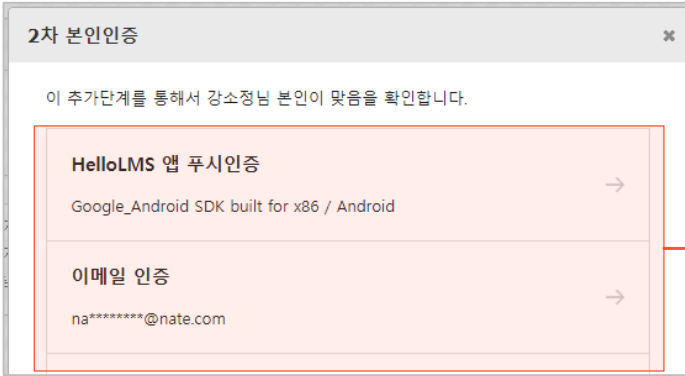 2차 본인인증
이 추가단계를 통해서 강소정님 본인이 맞음을 확인합니다.
HelloLMS 앱 푸시인증
Google_Android SDK built for x86 / Android
이메일 인증
na********@nate.com